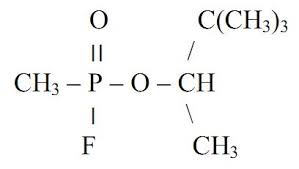 O C(CH₃)₃
CH₃ – P – O – CH
F CH₃